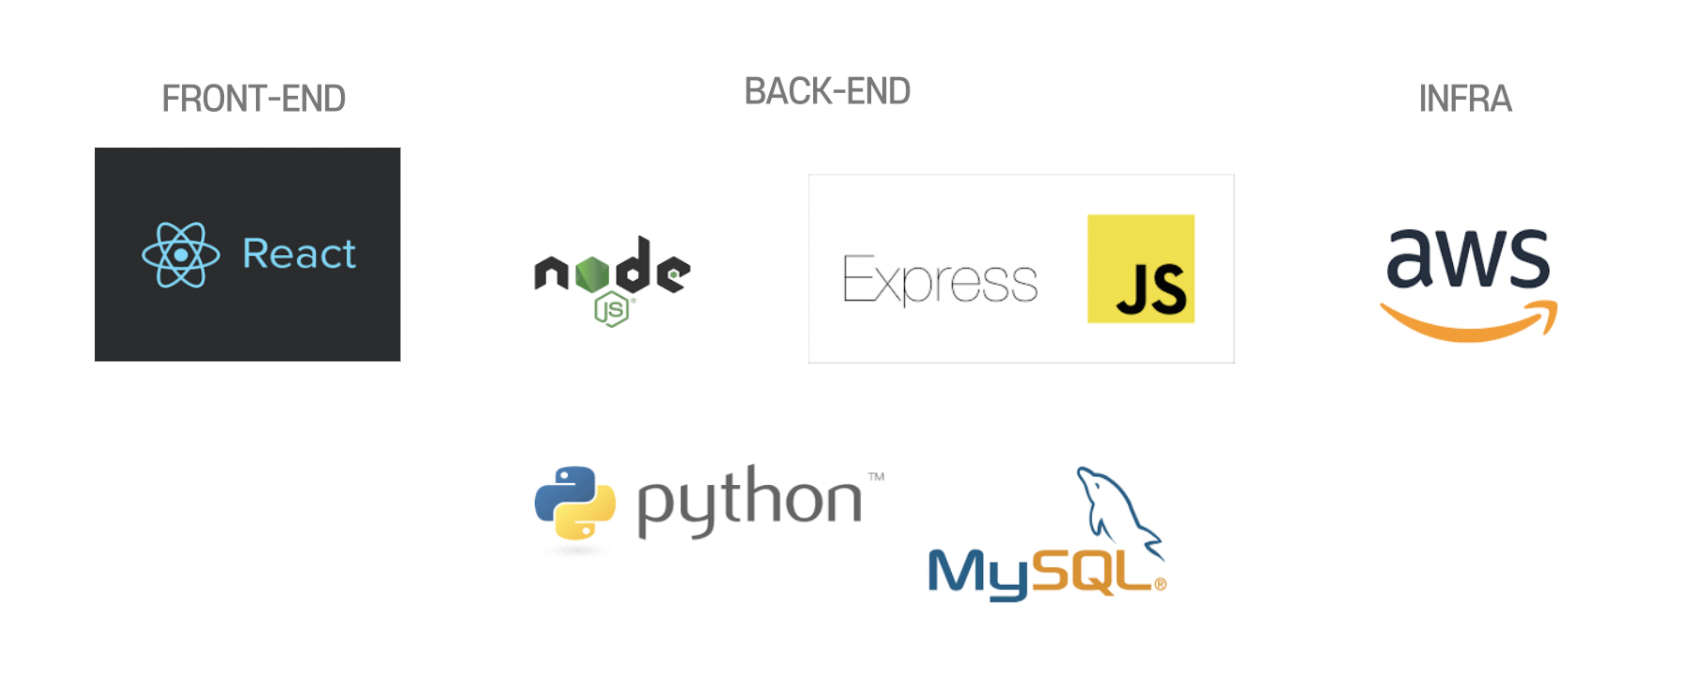 FRONT-END
BACK-END
INFRA
React
node
JS®
Express
JS
aws
python™
MySQL®